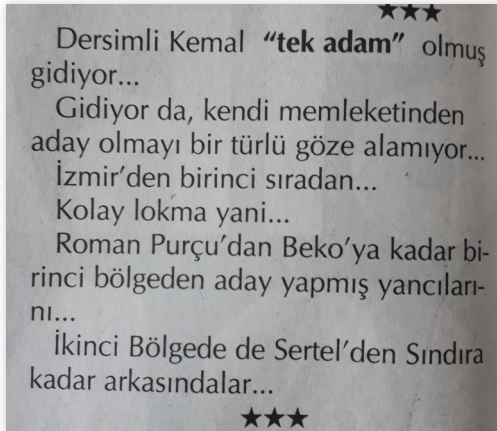 ★★★
Dersimli Kemal “tek adam” olmuş
gidiyor...
Gidiyor da, kendi memleketinden
aday olmayı bir türlü göze alamıyor...
İzmir’den birinci sıradan...
Kolay lokma yani...
Roman Purçu’dan Beko’ya kadar bi-
rinci bölgeden aday yapmış yancıları-
nı...
İkinci Bölgede de Sertel’den Sındıra
kadar arkasındalar...
★★★